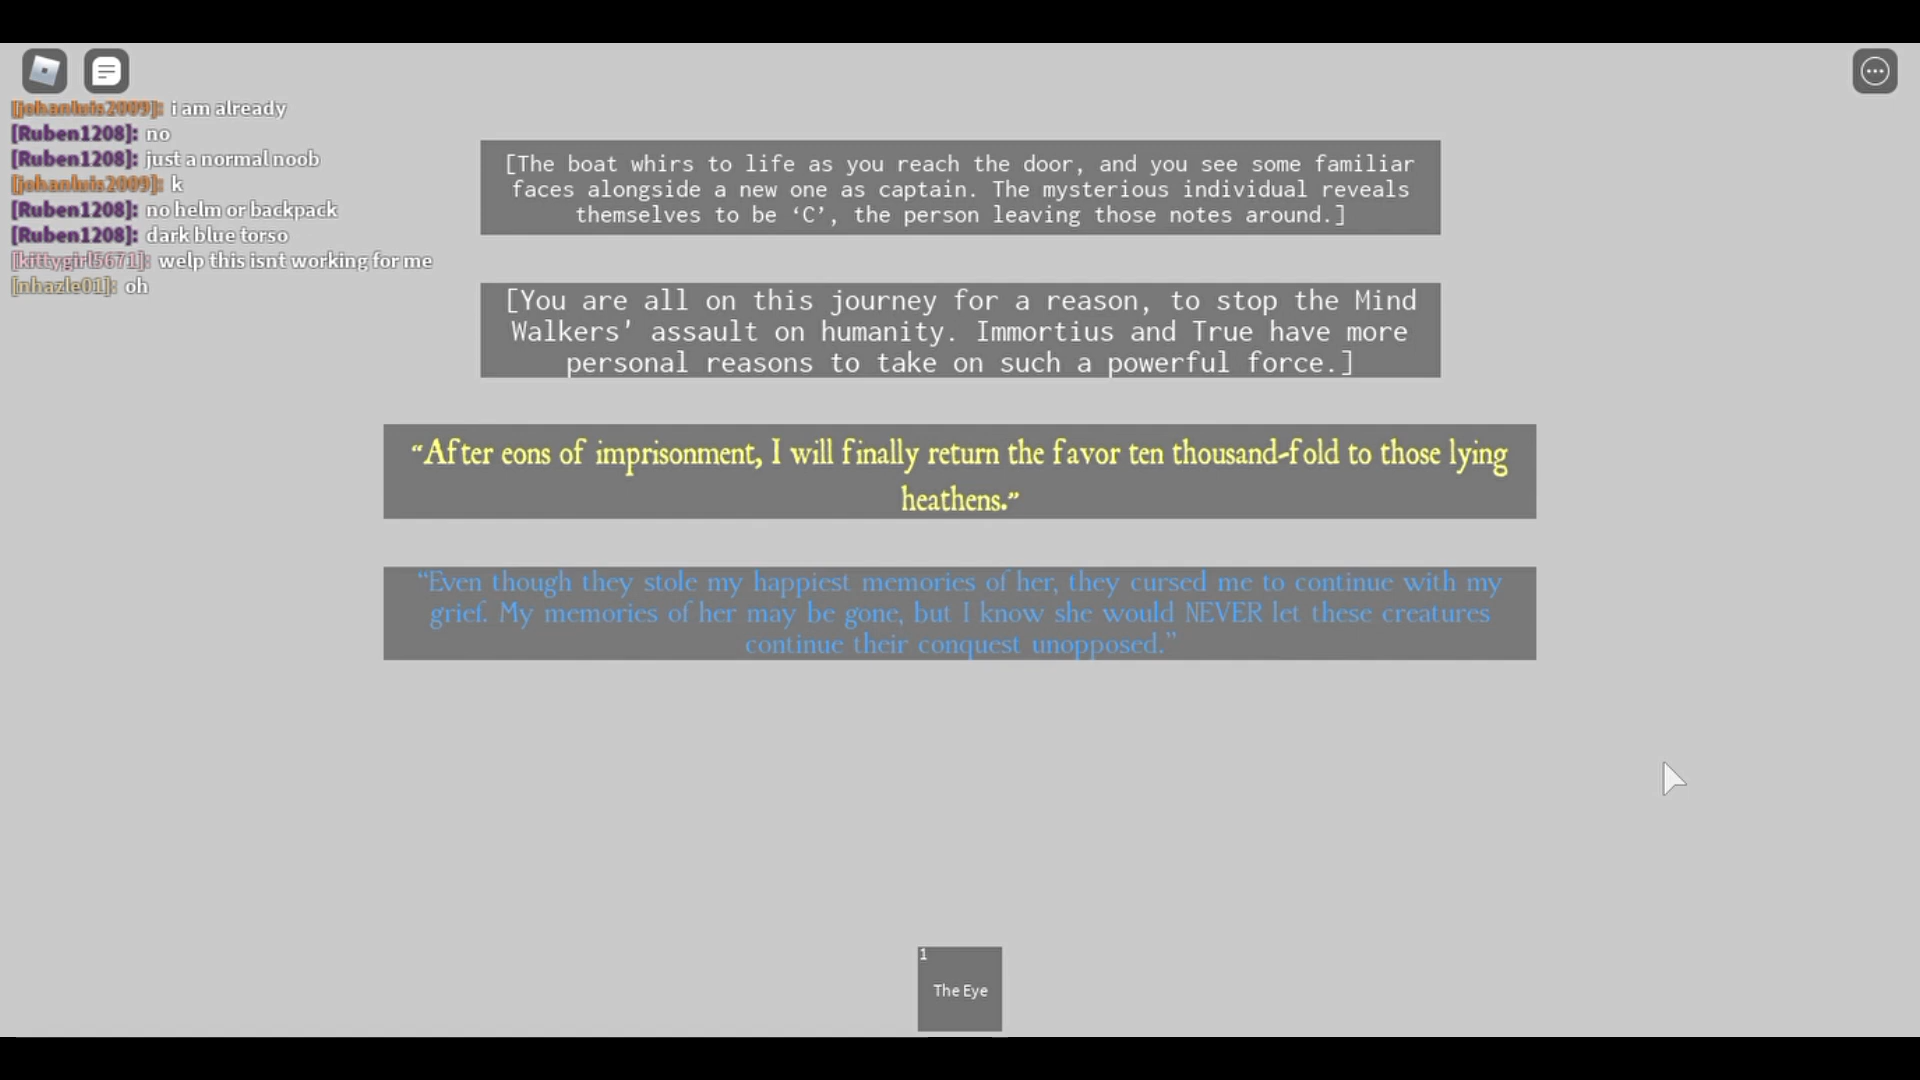 [johanluis2009]: i am already
[Ruben1208]: no
[Ruben1208]: just a normal noob
[johanluis2009]: k
[Ruben1208]: no helm or backpack
[Ruben1208]: dark blue torso
[kittygirl5671]: welp this isnt working for me
[nhazle01]: oh
[The boat whirs to life as you reach the door, and you see some familiar
faces alongside a new one as captain. The mysterious individual reveals
themselves to be ‘C’, the person leaving those notes around.]
[You are all on this journey for a reason, to stop the Mind
Walkers' assault on humanity. Immortius and True have more
personal reasons to take on such a powerful force.]
“After eons of imprisonment, I will finally return the favor ten thousand-fold to those lying
heathens.”
“Even though they stole my happiest memories of her, they cursed me to continue with my
grief. My memories of her may be gone, but I know she would NEVER let these creatures
continue their conquest unopposed.”
1
The Eye